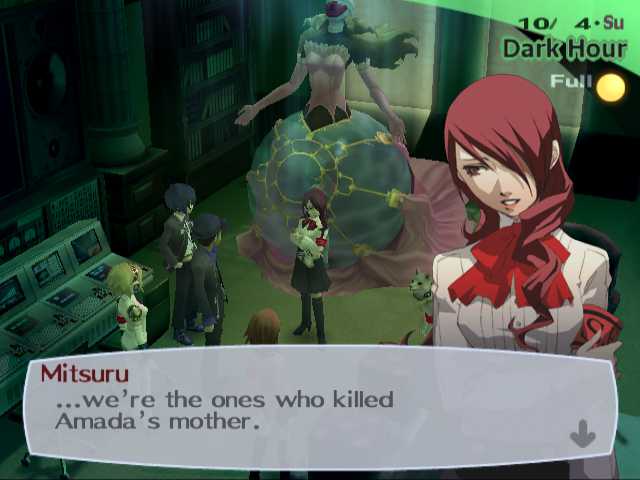 10/ 4・Su
Dark Hour
Full
Mitsuru
...we're the ones who killed
Amada's mother.